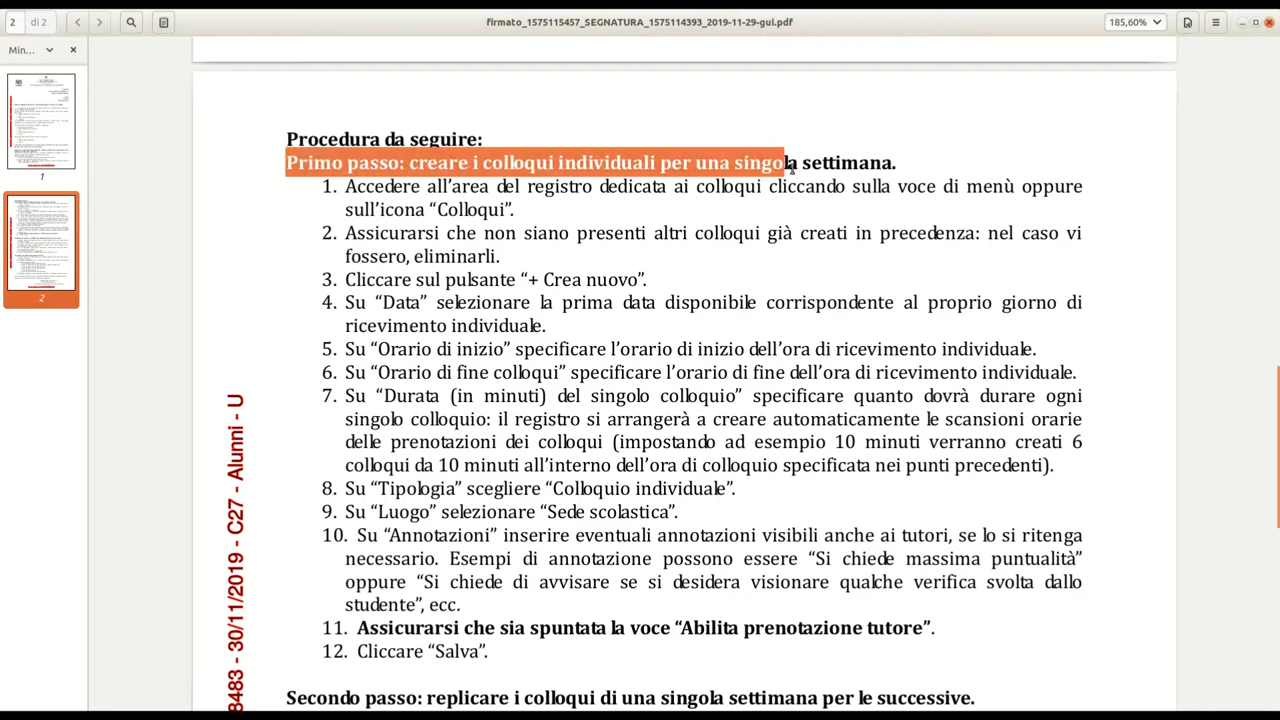 2
di 2
firmato_1575115457_SEGNATURA_1575114393_2019-11-29-gui.pdf
185,60%
Min...
1
2
Procedura da seguire:
Primo passo: creare i colloqui individuali per una singola settimana.
1. Accedere all’area del registro dedicata ai colloqui cliccando sulla voce di menù oppure
sull’icona “Colloqui”.
2. Assicurarsi che non siano presenti altri colloqui già creati in precedenza: nel caso vi
fossero, eliminarli.
3. Cliccare sul pulsante “+ Crea nuovo”.
4. Su “Data” selezionare la prima data disponibile corrispondente al proprio giorno di
ricevimento individuale.
5. Su “Orario di inizio” specificare l’orario di inizio dell’ora di ricevimento individuale.
6. Su “Orario di fine colloqui” specificare l’orario di fine dell’ora di ricevimento individuale.
7. Su “Durata (in minuti) del singolo colloquio” specificare quanto dovrà durare ogni
singolo colloquio: il registro si arrangerà a creare automaticamente le scansioni orarie
delle prenotazioni dei colloqui (impostando ad esempio 10 minuti verranno creati 6
colloqui da 10 minuti all’interno dell’ora di colloquio specificata nei punti precedenti).
8. Su “Tipologia” scegliere “Colloquio individuale”.
9. Su “Luogo” selezionare “Sede scolastica”.
10. Su “Annotazioni” inserire eventuali annotazioni visibili anche ai tutori, se lo si ritenga
necessario. Esempi di annotazione possono essere “Si chiede massima puntualità”
oppure “Si chiede di avvisare se si desidera visionare qualche verifica svolta dallo
studente”, ecc.
11. Assicurarsi che sia spuntata la voce “Abilita prenotazione tutore”.
12. Cliccare “Salva”.
Secondo passo: replicare i colloqui di una singola settimana per le successive.
8483 - 30/11/2019 - C27 - Alunni - U